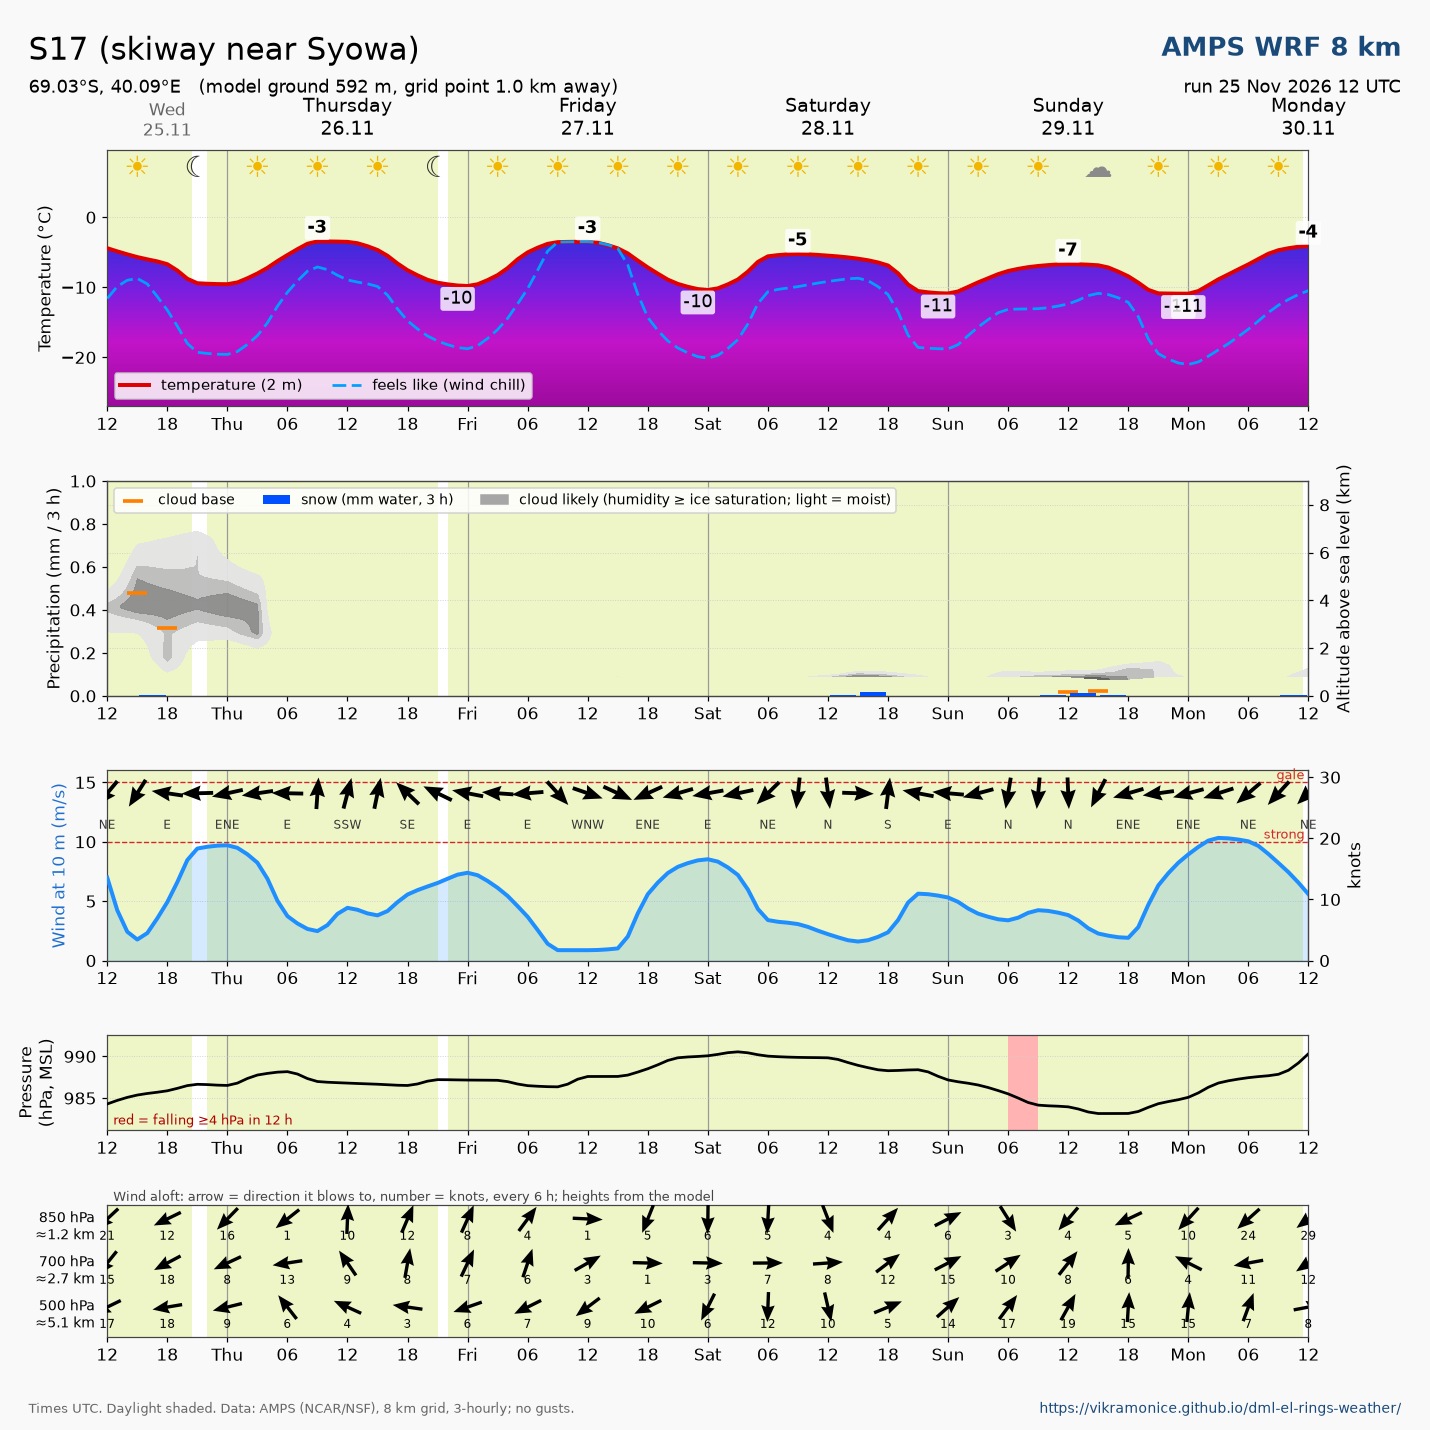 S17 (skiway near Syowa)
AMPS WRF 8 km
69.03°S, 40.09°E (model ground 592 m, grid point 1.0 km away)
run 25 Nov 2026 12 UTC
Wed Thursday Friday Saturday Sunday Monday
25.11 26.11 27.11 28.11 29.11 30.11
Temperature (°C)
0
−10
−20
-3 -3 -5 -7 -4
-10 -10 -11 -11
temperature (2 m) feels like (wind chill)
12 18 Thu 06 12 18 Fri 06 12 18 Sat 06 12 18 Sun 06 12 18 Mon 06 12
Precipitation (mm / 3 h)
1.0
0.8
0.6
0.4
0.2
0.0
cloud base snow (mm water, 3 h) cloud likely (humidity ≥ ice saturation; light = moist)
8
6
4
2
0
Altitude above sea level (km)
12 18 Thu 06 12 18 Fri 06 12 18 Sat 06 12 18 Sun 06 12 18 Mon 06 12
Wind at 10 m (m/s)
15
10
5
0
gale
NE E ENE E SSW SE E E WNW ENE E NE N S E N N ENE ENE NE NE
strong
30
20
10
0
knots
12 18 Thu 06 12 18 Fri 06 12 18 Sat 06 12 18 Sun 06 12 18 Mon 06 12
Pressure
(hPa, MSL)
990
985
red = falling ≥4 hPa in 12 h
12 18 Thu 06 12 18 Fri 06 12 18 Sat 06 12 18 Sun 06 12 18 Mon 06 12
Wind aloft: arrow = direction it blows to, number = knots, every 6 h; heights from the model
850 hPa
≈1.2 km 21 12 16 1 10 12 8 4 1 5 6 5 4 4 6 3 4 5 10 24 29
700 hPa
≈2.7 km 15 18 8 13 9 8 7 6 3 1 3 7 8 12 15 10 8 6 4 11 12
500 hPa
≈5.1 km 17 18 9 6 4 3 6 7 9 10 6 12 10 5 14 17 19 15 15 7 8
12 18 Thu 06 12 18 Fri 06 12 18 Sat 06 12 18 Sun 06 12 18 Mon 06 12
Times UTC. Daylight shaded. Data: AMPS (NCAR/NSF), 8 km grid, 3-hourly; no gusts.
https://vikramonice.github.io/dml-el-rings-weather/